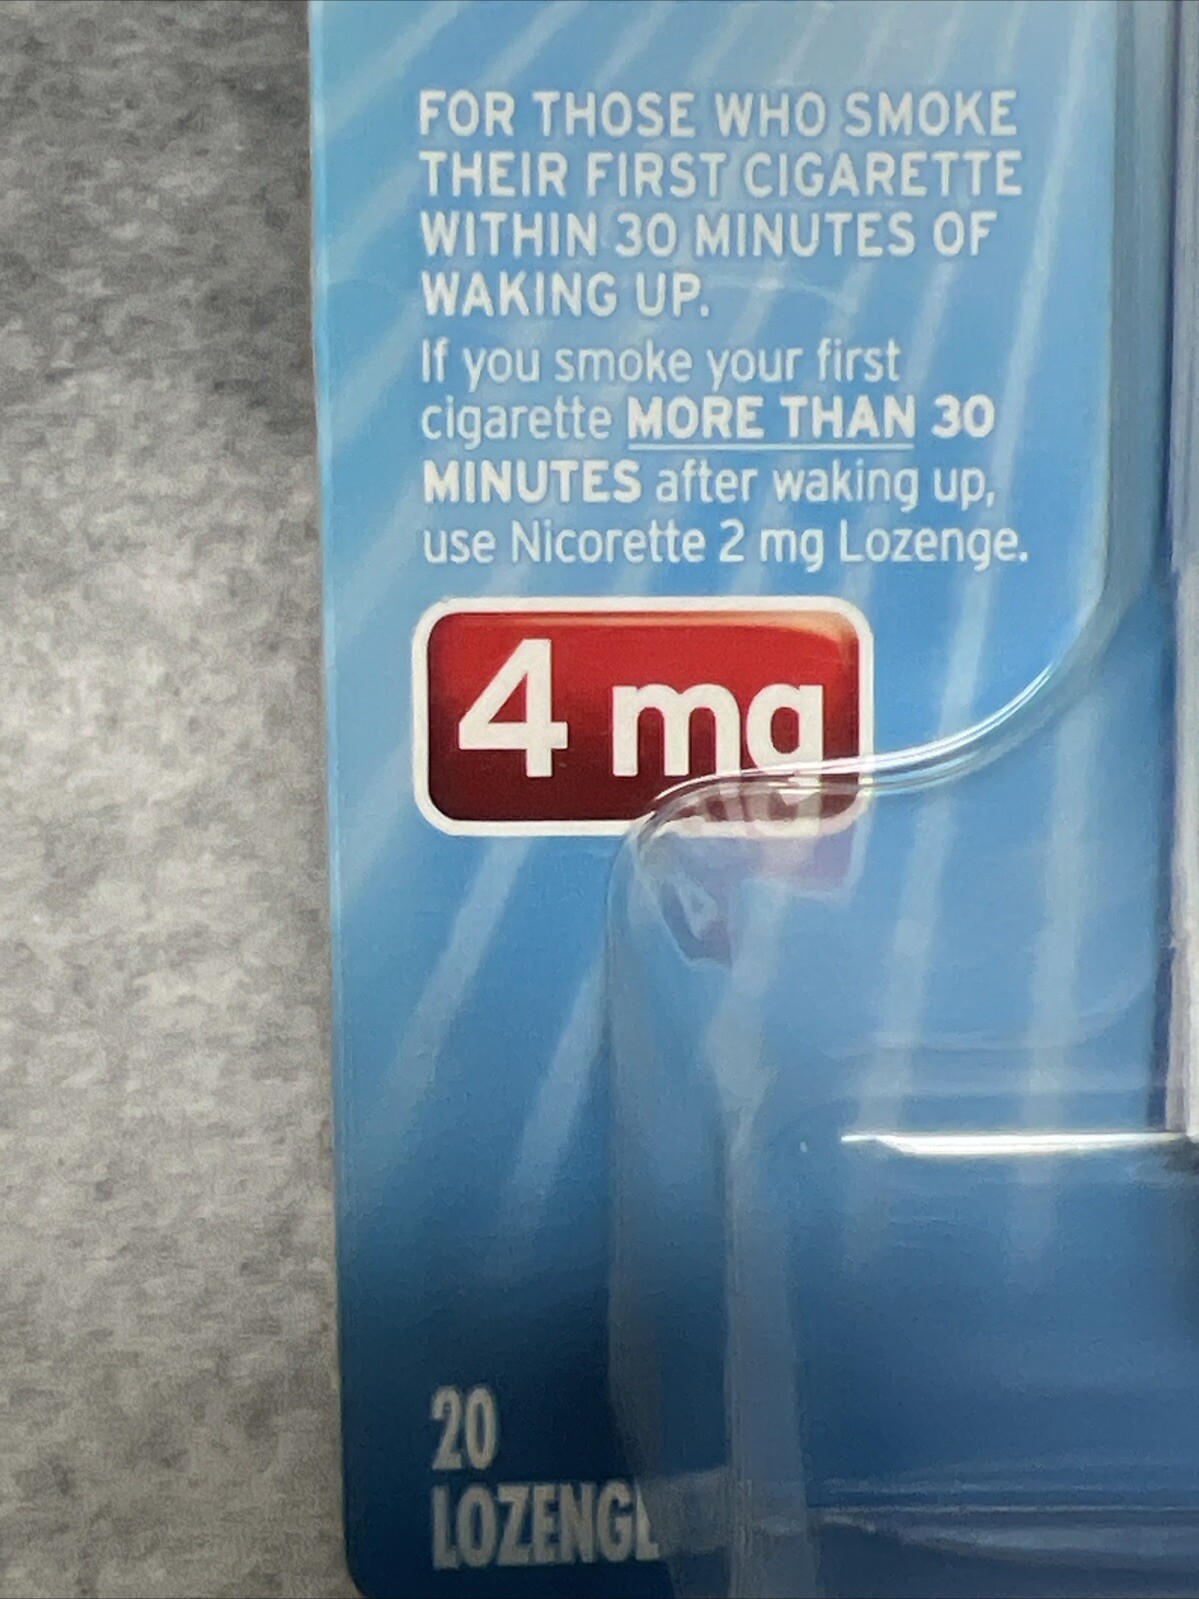 FOR THOSE WHO SMOKE
THEIR FIRST CIGARETTE
WITHIN 30 MINUTES OF
WAKING UP.
If you smoke your first
cigarette MORE THAN 30
MINUTES after waking up,
use Nicorette 2 mg Lozenge.
4 mg
20
LOZENGE